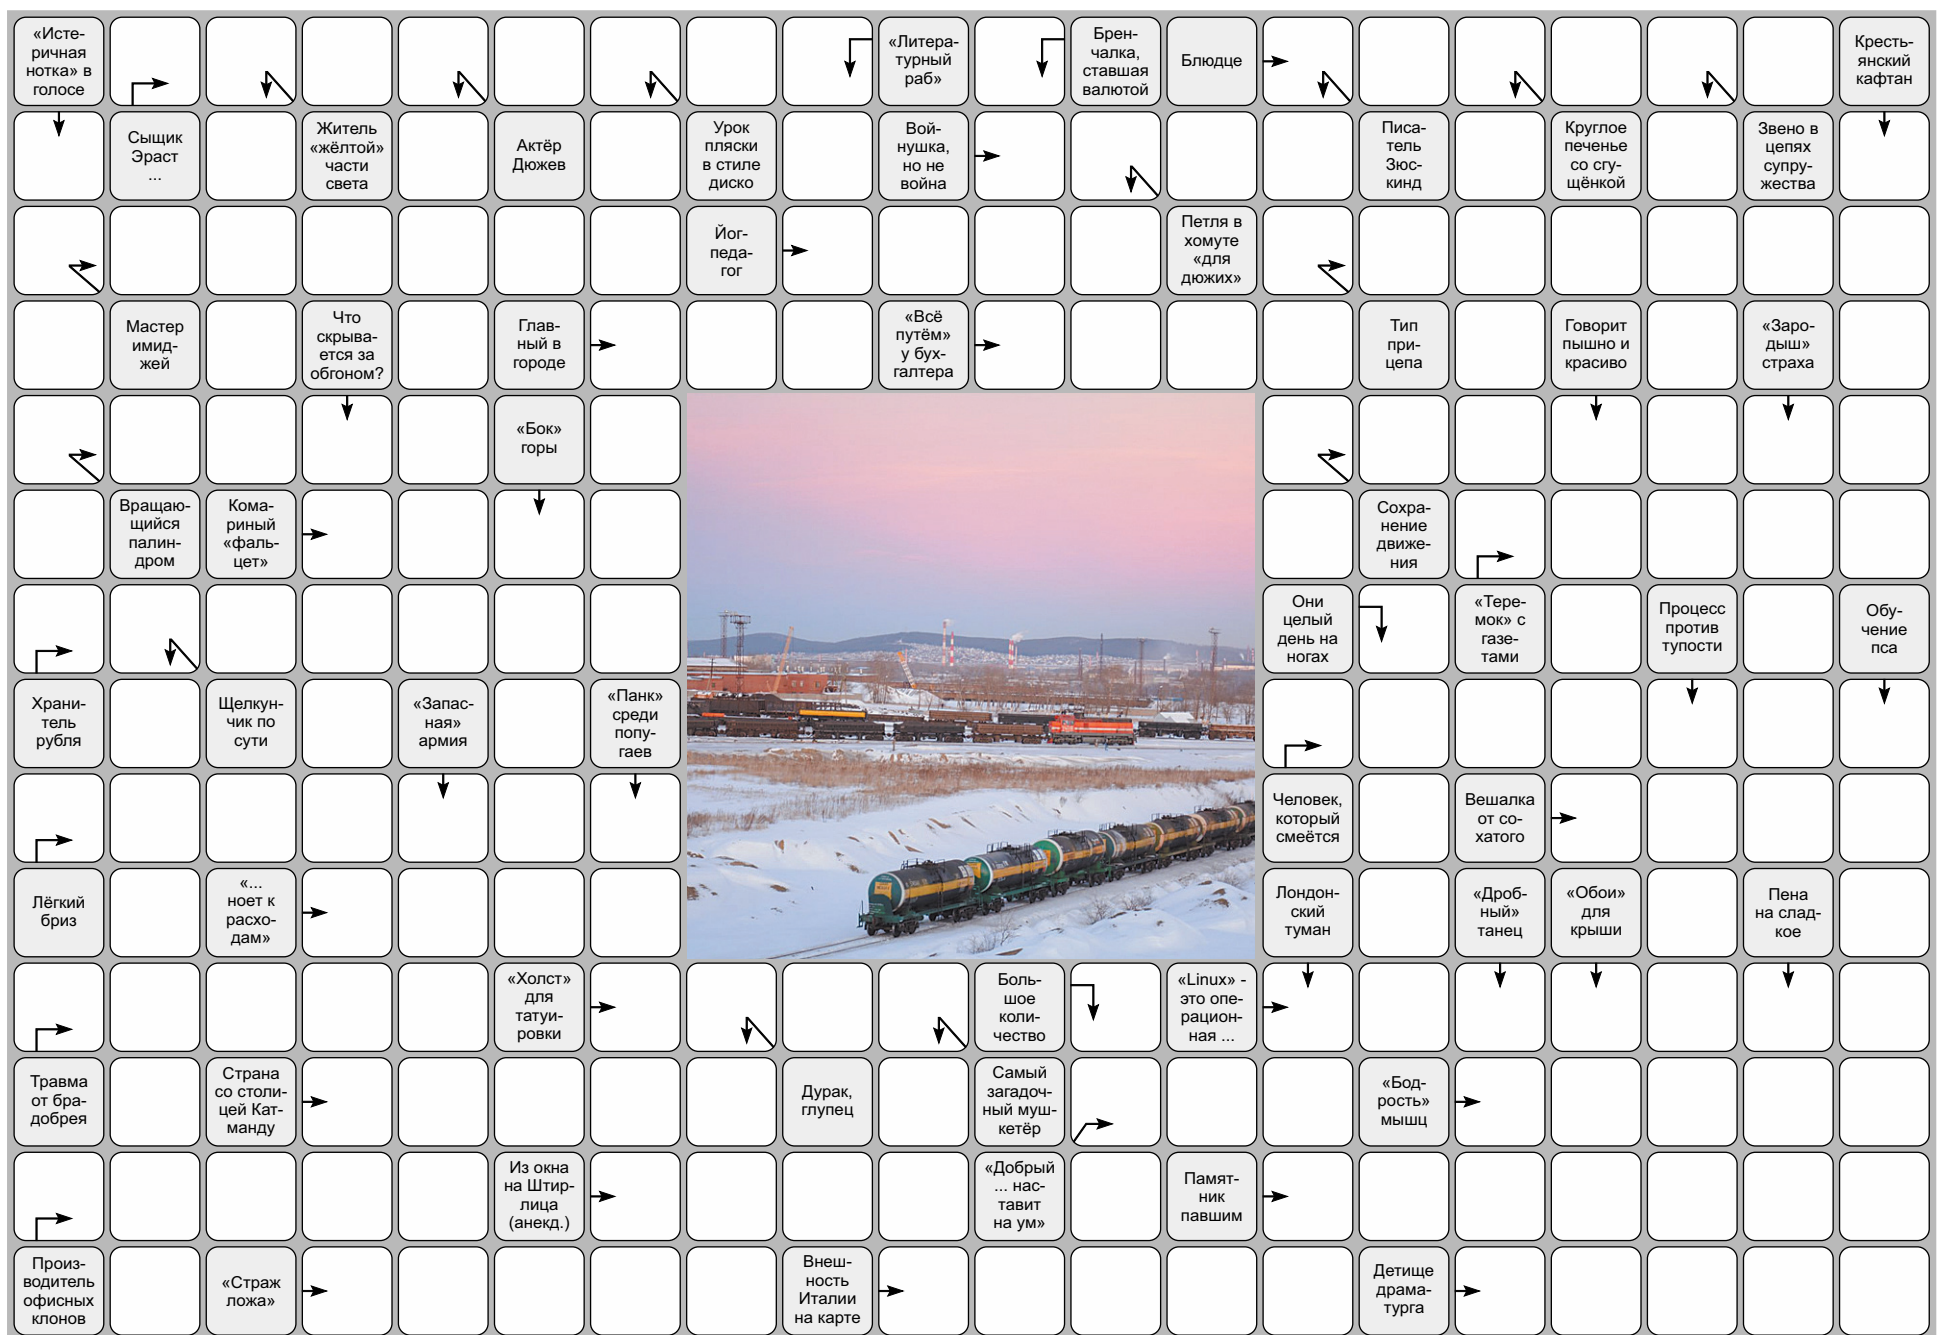 «Исте-
ричная
нотка» в
голосе
«Литера-
турный
раб»
Брен-
чалка,
ставшая
валютой
Блюдце
Кресть-
янский
кафтан
Сыщик
Эраст
...
Житель
«жёлтой»
части
света
Актёр
Дюжев
Урок
пляски
в стиле
диско
Вой-
нушка,
но не
война
Писа-
тель
Зюс-
кинд
Круглое
печенье
со сгу-
щёнкой
Звено в
цепях
супру-
жества
Йог-
педа-
гог
Петля в
хомуте
«для
дюжих»
Мастер
имид-
жей
Что
скрыва-
ется за
обгоном?
Глав-
ный в
городе
«Всё
путём»
у бух-
галтера
Тип
при-
цепа
Говорит
пышно и
красиво
«Заро-
дыш»
страха
«Бок»
горы
Вращаю-
щийся
палин-
дром
Кома-
риный
«фаль-
цет»
Сохра-
нение
движе-
ния
Они
целый
день на
ногах
«Тере-
мок» с
газе-
тами
Процесс
против
тупости
Обу-
чение
пса
Храни-
тель
рубля
Щелкун-
чик по
сути
«Запас-
ная»
армия
«Панк»
среди
попу-
гаев
Человек,
который
смеётся
Вешалка
от со-
хатого
Лёгкий
бриз
«...
ноет к
расхо-
дам»
Лондон-
ский
туман
«Дроб-
ный»
танец
«Обои»
для
крыши
Пена
на слад-
кое
«Холст»
для
татуи-
ровки
Боль-
шое
коли-
чество
«Linux» -
это опе-
рацион-
ная ...
Травма
от бра-
добрея
Страна
со столи-
цей Кат-
манду
Дурак,
глупец
Самый
загадоч-
ный муш-
кетёр
«Бод-
рость»
мышц
Из окна
на Штир-
лица
(анекд.)
«Добрый
... нас-
тавит
на ум»
Памят-
ник
павшим
Произ-
водитель
офисных
клонов
«Страж
ложа»
Внеш-
ность
Италии
на карте
Детище
драма-
турга